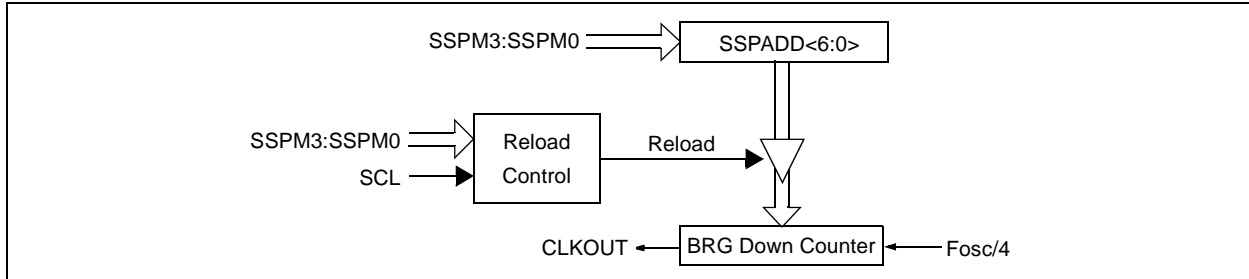 SSPM3:SSPM0
SSPADD<6:0>
SSPM3:SSPM0
SCL
Reload
Control
Reload
CLKOUT
BRG Down Counter
Fosc/4